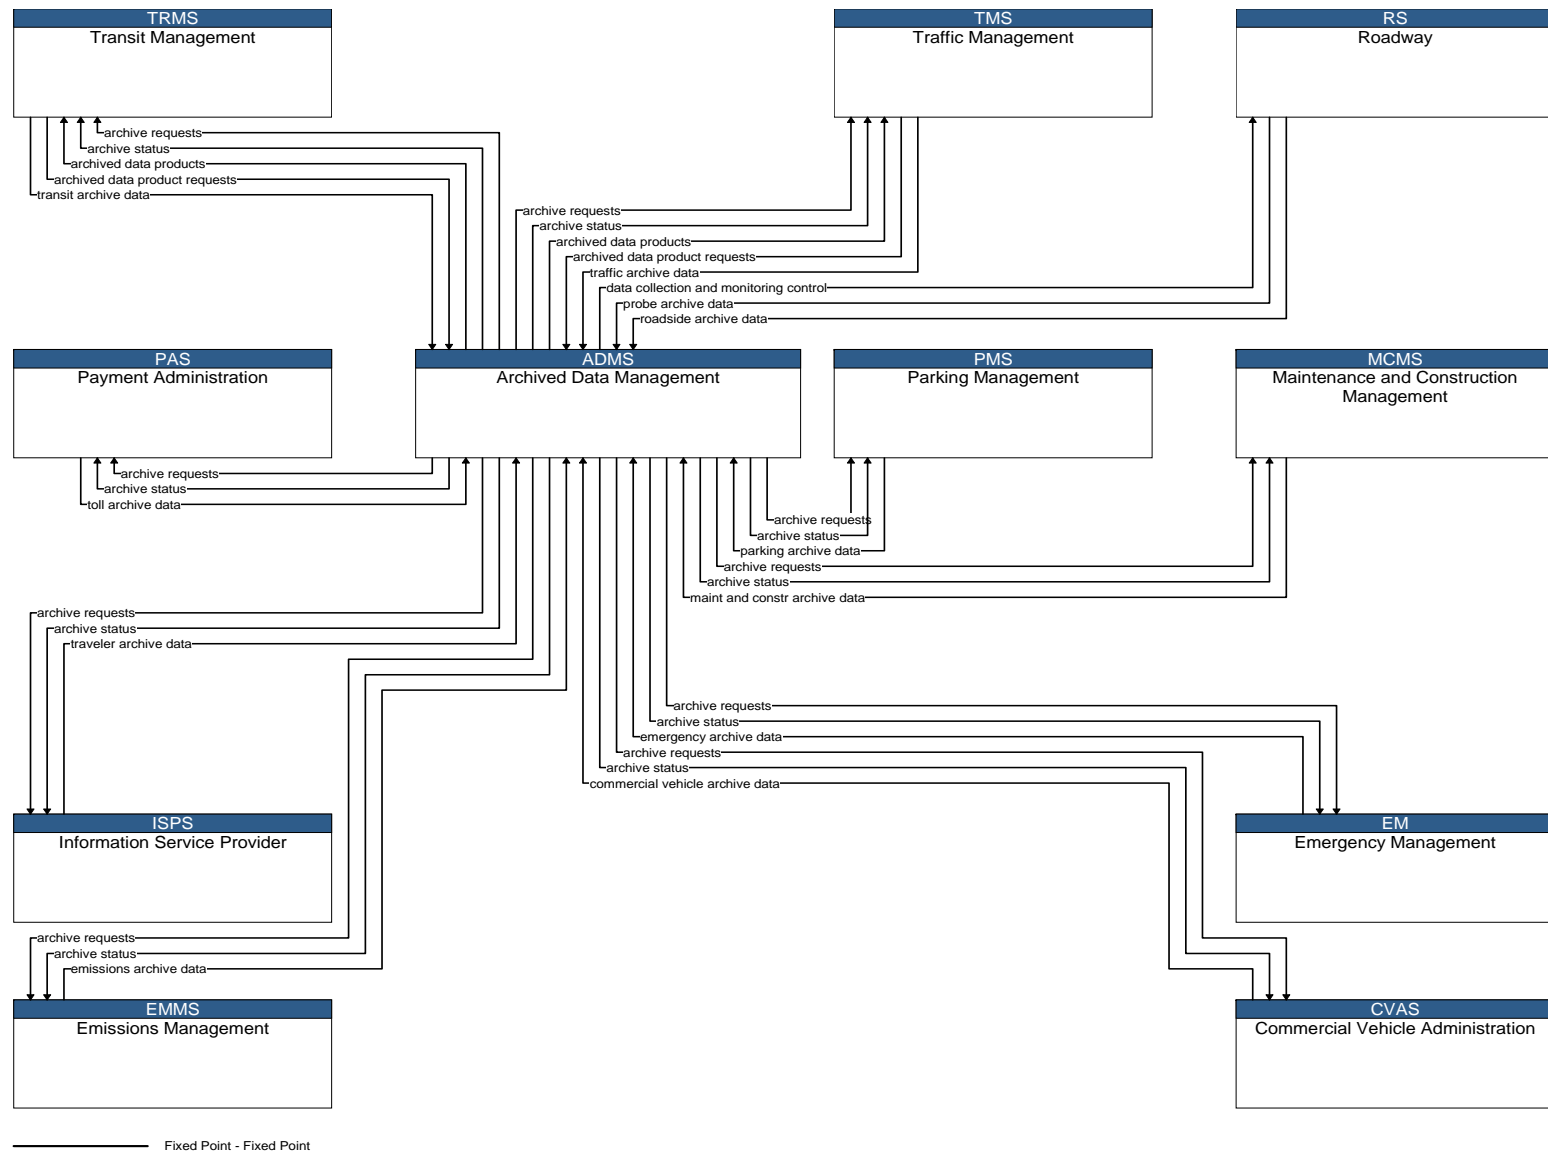 TRMS
Transit Management
TMS
Traffic Management
RS
Roadway
archive requests
archive status
archived data products
archived data product requests
transit archive data
archive requests
archive status
archived data products
archived data product requests
traffic archive data
data collection and monitoring control
probe archive data
roadside archive data
PAS
Payment Administration
ADMS
Archived Data Management
PMS
Parking Management
MCMS
Maintenance and Construction
Management
archive requests
archive status
toll archive data
archive requests
archive status
parking archive data
archive requests
archive status
maint and constr archive data
archive requests
archive status
traveler archive data
archive requests
archive status
emergency archive data
archive requests
archive status
commercial vehicle archive data
ISPS
Information Service Provider
EM
Emergency Management
archive requests
archive status
emissions archive data
EMMS
Emissions Management
CVAS
Commercial Vehicle Administration
Fixed Point - Fixed Point